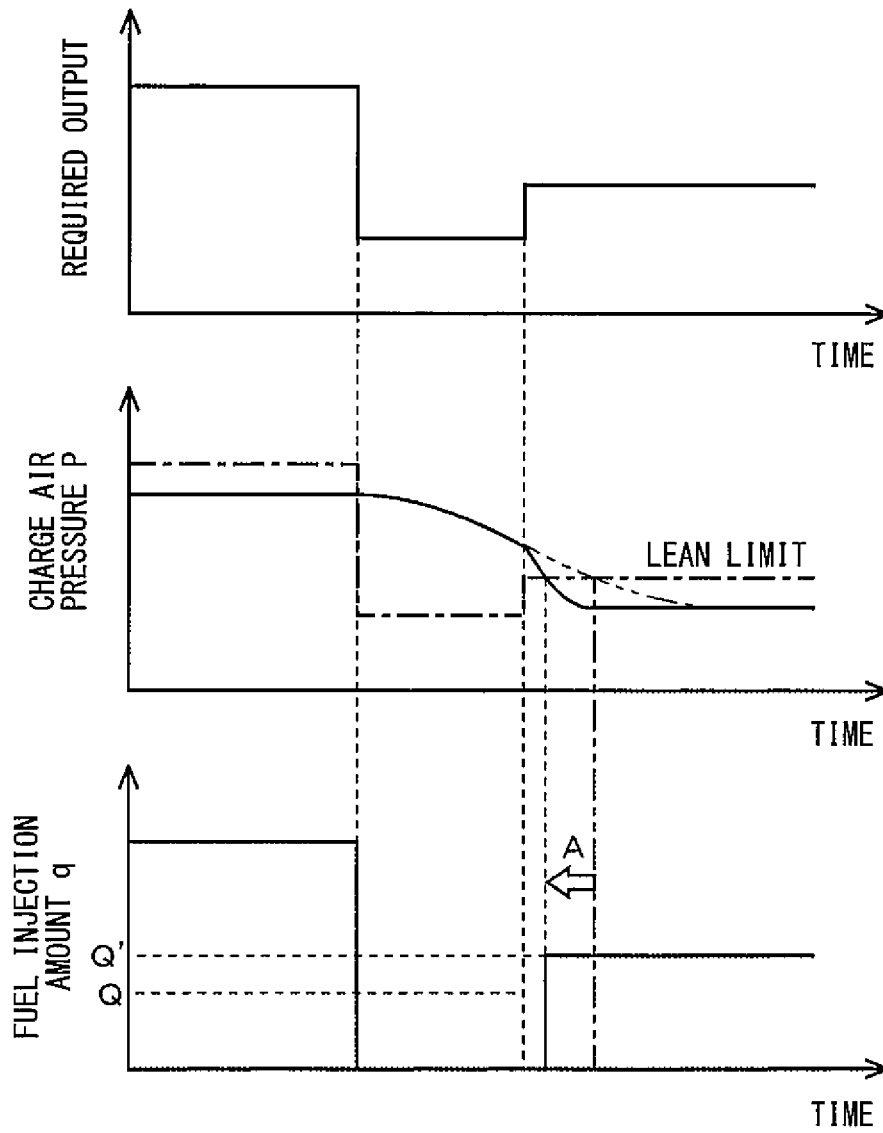 REQUIRED OUTPUT
TIME
CHARGE AIR
PRESSURE P
LEAN LIMIT
TIME
FUEL INJECTION
AMOUNT q
A
Q'
Q
TIME